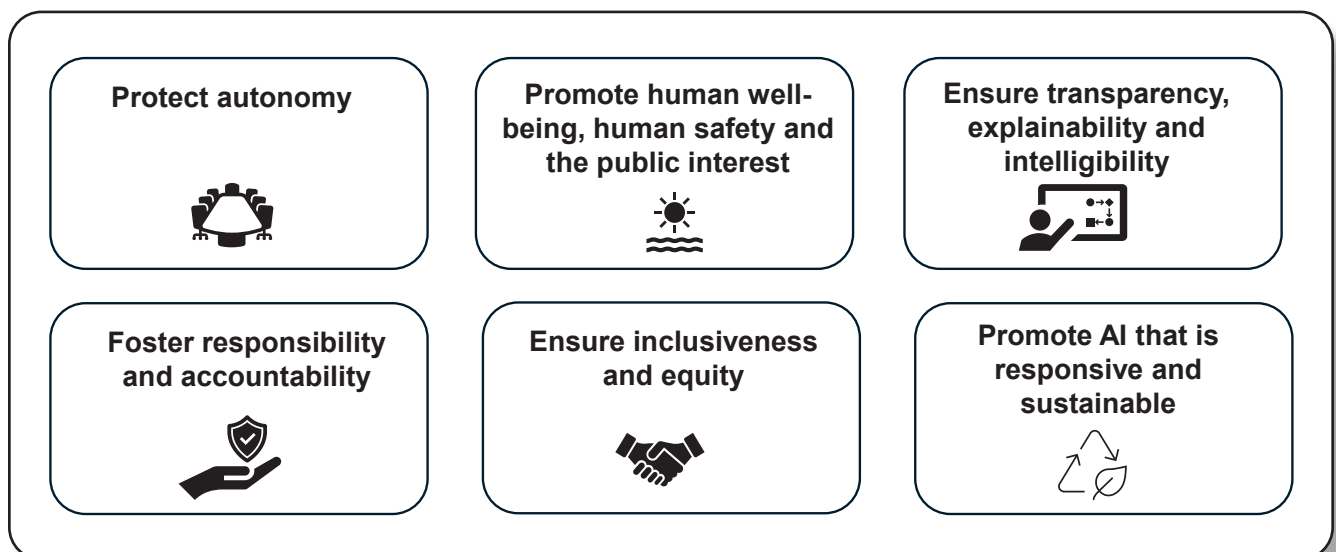 Protect autonomy
Promote human well-
being, human safety and
the public interest
Ensure transparency,
explainability and
intelligibility
Foster responsibility
and accountability
Ensure inclusiveness
and equity
Promote AI that is
responsive and
sustainable